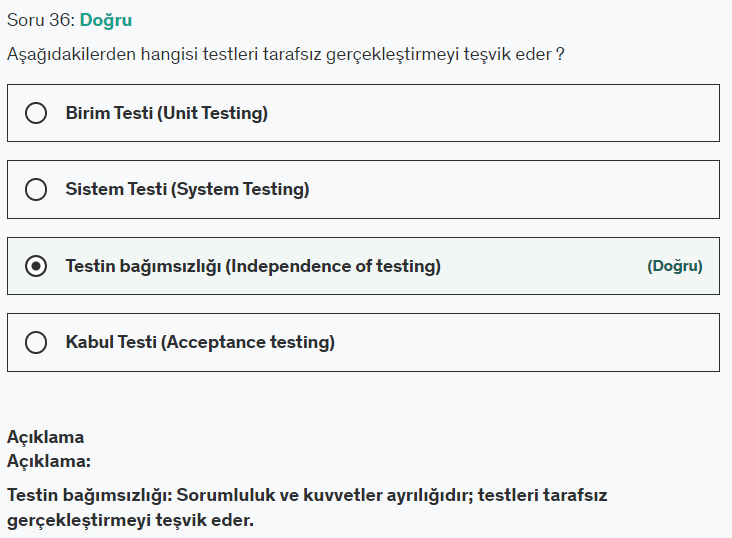 Soru 36: Doğru
Aşağıdakilerden hangisi testleri tarafsız gerçekleştirmeyi teşvik eder ?
Birim Testi (Unit Testing)
Sistem Testi (System Testing)
Testin bağımsızlığı (Independence of testing) (Doğru)
Kabul Testi (Acceptance testing)
Açıklama
Açıklama:
Testin bağımsızlığı: Sorumluluk ve kuvvetler ayrılığıdır; testleri tarafsız
gerçekleştirmeyi teşvik eder.